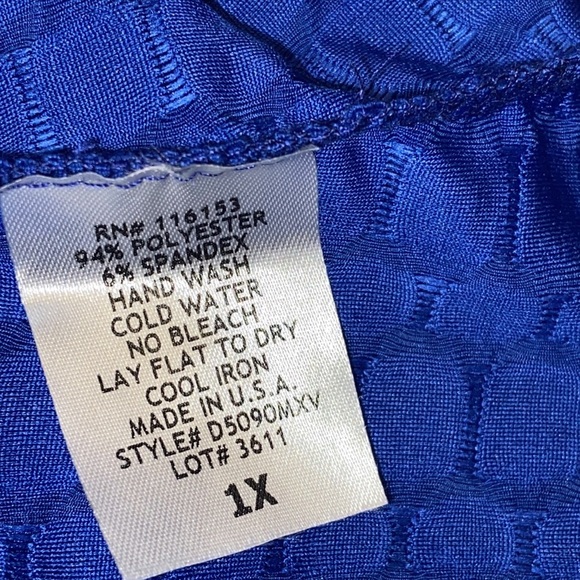 RN# 116153
94% POLYESTER
6% SPANDEX
HAND WASH
COLD WATER
NO BLEACH
LAY FLAT TO DRY
COOL IRON
MADE IN U.S.A.
STYLE# D5090MXV
LOT# 3611
1X